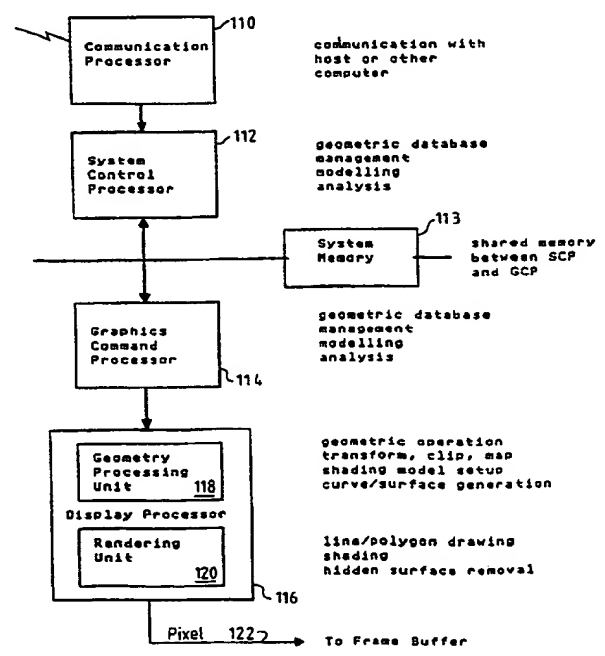 110
Communication
Processor
communication with
host or other
computer
112
System
Control
Processor
geometric database
management
modelling
analysis
113
System
Memory
shared memory
between SCP
and GCP
Graphics
Command
Processor
114
geometric database
management
modelling
analysis
Geometry
Processing
Unit 118
geometric operation
transform, clip, map
shading model setup
curve/surface generation
Display Processor
Rendering
Unit
120
line/polygon drawing
shading
hidden surface removal
116
Pixel 122
To Frame Buffer